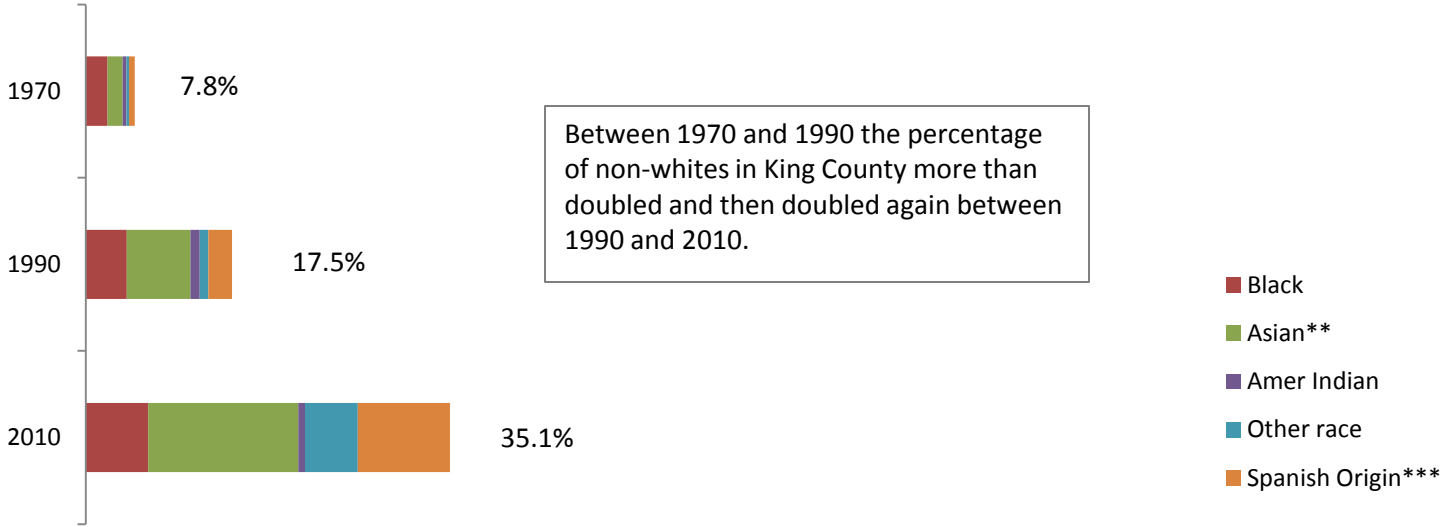 1970
7.8%
Between 1970 and 1990 the percentage
of non-whites in King County more than
doubled and then doubled again between
1990 and 2010.
1990
17.5%
2010
35.1%
Black
Asian**
Amer Indian
Other race
Spanish Origin***